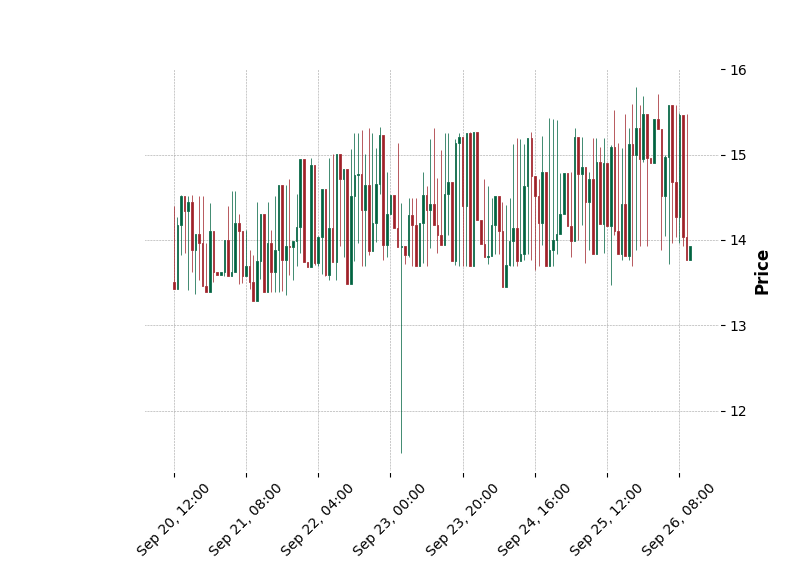 16
15
14
13
12
Price
Sep 20, 12:00
Sep 21, 08:00
Sep 22, 04:00
Sep 23, 00:00
Sep 23, 20:00
Sep 24, 16:00
Sep 25, 12:00
Sep 26, 08:00